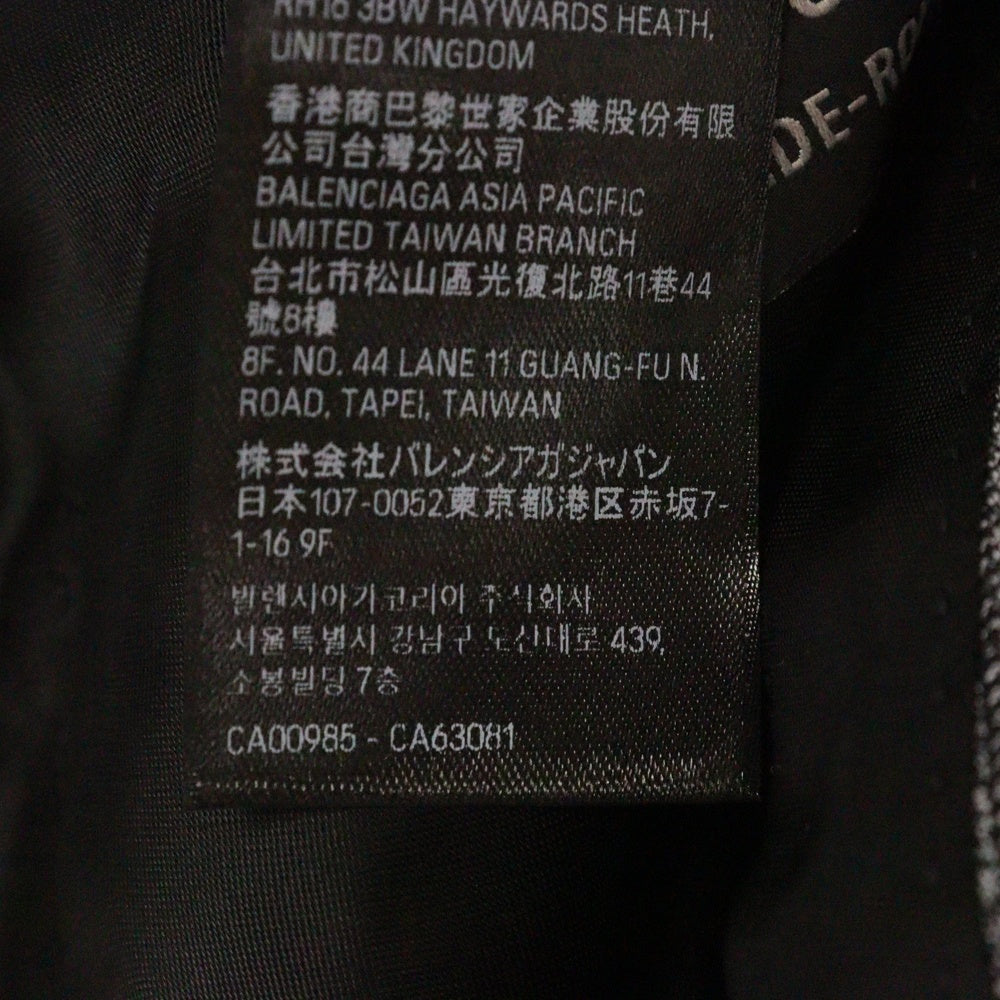 RH16 3BW HAYWARDS HEATH,
UNITED KINGDOM
香港商巴黎世家企業股份有限
公司台灣分公司
BALENCIAGA ASIA PACIFIC
LIMITED TAIWAN BRANCH
台北市松山區光復北路11巷44
號8樓
8F. NO. 44 LANE 11 GUANG-FU N.
ROAD, TAPEI, TAIWAN
株式会社バレンシアガジャパン
日本107-0052東京都港区赤坂7-
1-16 9F
발렌시아가코리아 주식회사
서울특별시 강남구 도산대로 439,
소봉빌딩 7층
CA00985 - CA63081